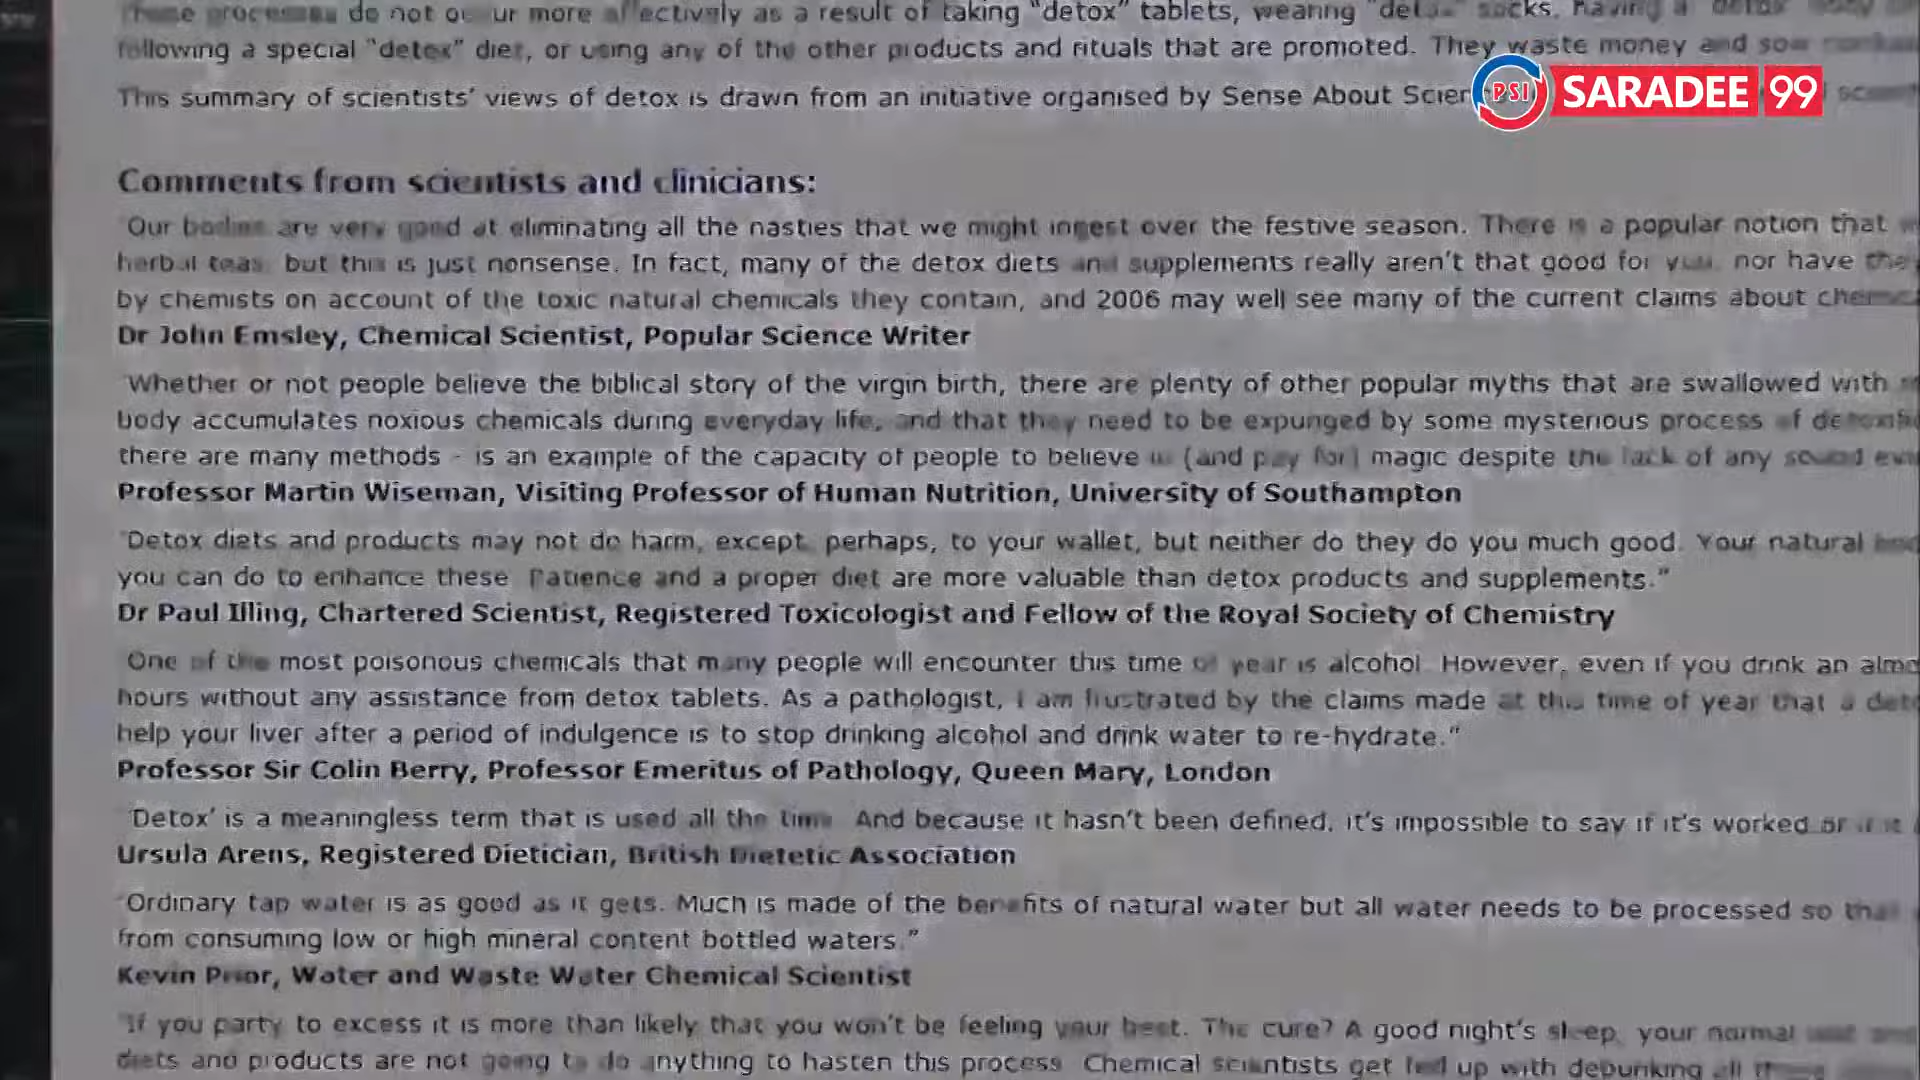 These processes do not occur more effectively as a result of taking "detox" tablets, wearing "detox" socks, having a "detox" body
following a special "detox" diet, or using any of the other products and rituals that are promoted. They waste money and sow
This summary of scientists' views of detox is drawn from an initiative organised by Sense About
PSI SARADEE 99
Comments from scientists and clinicians:
"Our bodies are very good at eliminating all the nasties that we might ingest over the festive season. There is a popular notion that
herbal teas, but this is just nonsense. In fact, many of the detox diets and supplements really aren't that good for you, nor have
by chemists on account of the toxic natural chemicals they contain, and 2006 may well see many of the current claims about
Dr John Emsley, Chemical Scientist, Popular Science Writer
"Whether or not people believe the biblical story of the virgin birth, there are plenty of other popular myths that are swallowed with
body accumulates noxious chemicals during everyday life, and that they need to be expunged by some mysterious process of
there are many methods - is an example of the capacity of people to believe in (and pay for) magic despite the lack of any sound
Professor Martin Wiseman, Visiting Professor of Human Nutrition, University of Southampton
"Detox diets and products may not do harm, except, perhaps, to your wallet, but neither do they do you much good. Your natural
you can do to enhance these. Patience and a proper diet are more valuable than detox products and supplements."
Dr Paul Illing, Chartered Scientist, Registered Toxicologist and Fellow of the Royal Society of Chemistry
"One of the most poisonous chemicals that many people will encounter this time of year is alcohol. However, even if you drink an
hours without any assistance from detox tablets. As a pathologist, I am frustrated by the claims made at this time of year that a
help your liver after a period of indulgence is to stop drinking alcohol and drink water to re-hydrate."
Professor Sir Colin Berry, Professor Emeritus of Pathology, Queen Mary, London
"'Detox' is a meaningless term that is used all the time. And because it hasn't been defined, it's impossible to say if it's worked or if it
Ursula Arens, Registered Dietician, British Dietetic Association
"Ordinary tap water is as good as it gets. Much is made of the benefits of natural water but all water needs to be processed so that
from consuming low or high mineral content bottled waters."
Kevin Prior, Water and Waste Water Chemical Scientist
"If you party to excess it is more than likely that you won't be feeling your best. The cure? A good night's sleep, your normal
diets and products are not going to do anything to hasten this process. Chemical scientists get fed up with debunking all